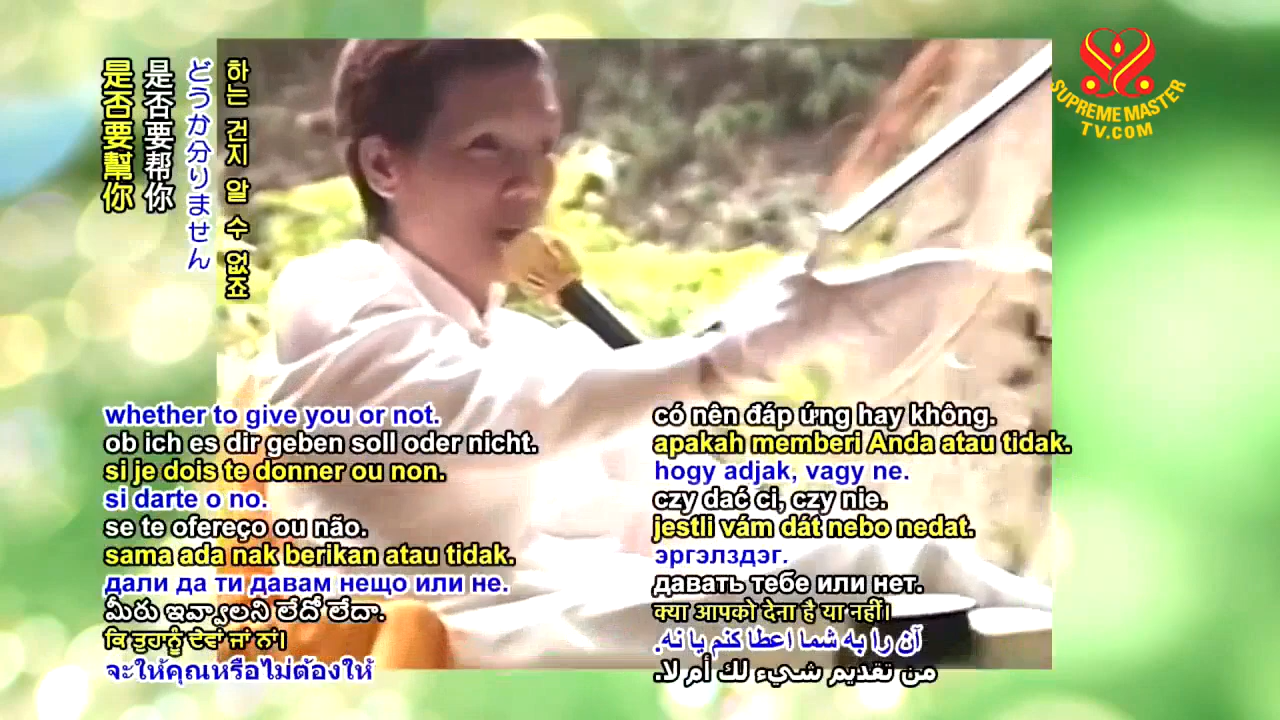 하는 건지 알 수 없죠
どうか分りません
是否要帮你
是否要幫你
SUPREME MASTER
TV.COM
whether to give you or not.
ob ich es dir geben soll oder nicht.
si je dois te donner ou non.
si darte o no.
se te ofereço ou não.
sama ada nak berikan atau tidak.
дали да ти давам нещо или не.
మీరు ఇవ్వాలని లేదో లేదా.
ਕਿ ਤੁਹਾਨੂੰ ਦੇਵਾਂ ਜਾਂ ਨਾਂ।
จะให้คุณหรือไม่ต้องให้
có nên đáp ứng hay không.
apakah memberi Anda atau tidak.
hogy adjak, vagy ne.
czy dać ci, czy nie.
jestli vám dát nebo nedat.
эргэлздэг.
давать тебе или нет.
क्या आपको देना है या नहीं।
آن را به شما اعطا کنم یا نه.
من تقديم شيء لك أم لا.